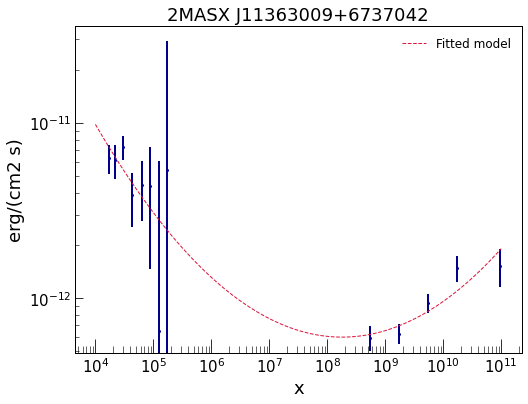 2MASX J11363009+6737042
Fitted model
erg/(cm2 s)
10⁻¹¹
10⁻¹²
10⁴ 10⁵ 10⁶ 10⁷ 10⁸ 10⁹ 10¹⁰ 10¹¹
x